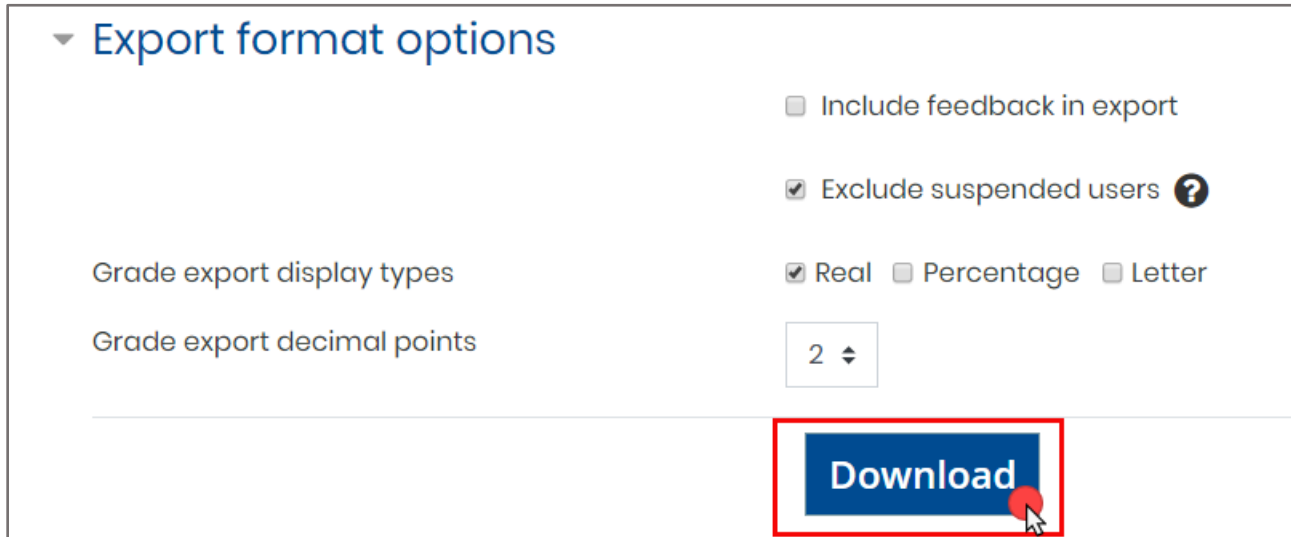 Export format options
Include feedback in export
Exclude suspended users ?
Grade export display types Real Percentage Letter
Grade export decimal points 2
Download